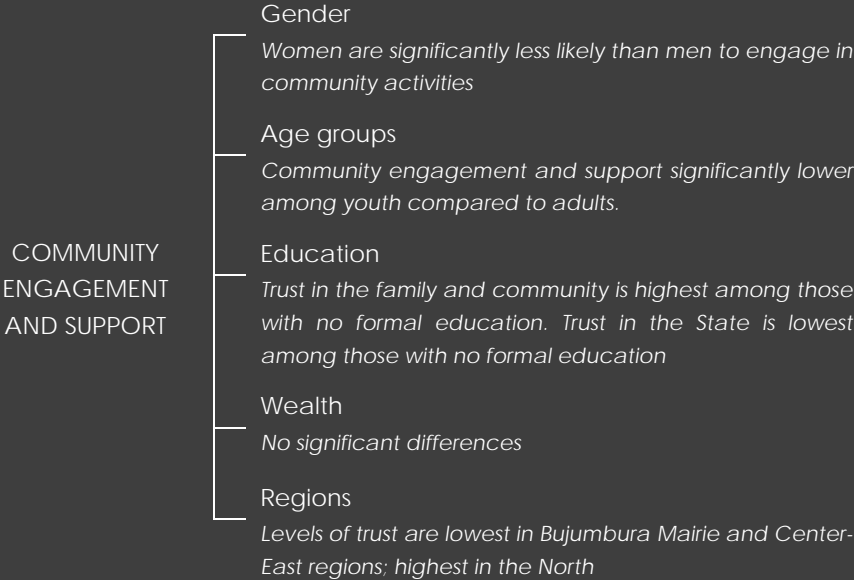 Gender
Women are significantly less likely than men to engage in
community activities
Age groups
Community engagement and support significantly lower
among youth compared to adults.
COMMUNITY
ENGAGEMENT
AND SUPPORT
Education
Trust in the family and community is highest among those
with no formal education. Trust in the State is lowest
among those with no formal education
Wealth
No significant differences
Regions
Levels of trust are lowest in Bujumbura Mairie and Center-
East regions; highest in the North